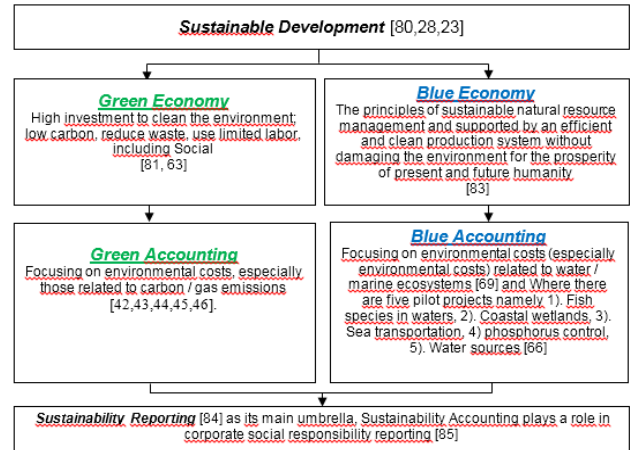 Sustainable Development [80,28,23]
Green Economy
High investment to clean the environment;
low carbon, reduce waste, use limited labor,
including Social
[81, 63]
Blue Economy
The principles of sustainable natural resource
management and supported by an efficient
and clean production system without
damaging the environment for the prosperity
of present and future humanity
[83]
Green Accounting
Focusing on environmental costs, especially
those related to carbon / gas emissions
[42,43,44,45,46].
Blue Accounting
Focusing on environmental costs (especially
environmental costs) related to water /
marine ecosystems [69] and Where there
are five pilot projects namely 1). Fish
species in waters, 2). Coastal wetlands, 3).
Sea transportation, 4) phosphorus control,
5). Water sources [66]
Sustainability Reporting [84] as its main umbrella, Sustainability Accounting plays a role in
corporate social responsibility reporting [85]